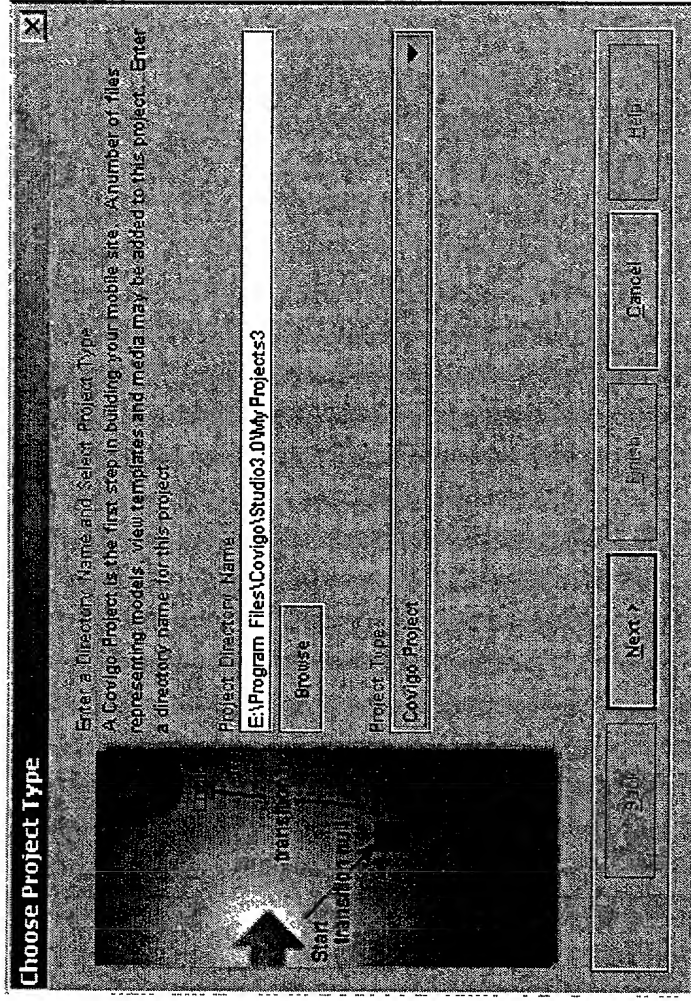 Choose Project Type
Enter a Directory Name and Select Project Type
A Covigo Project is the first step in building your mobile site. A number of files
representing models, view templates and media may be added to this project. Enter
a directory name for this project
Project Directory Name:
E:\Program Files\Covigo\Studio3.0\My Projects3
Browse
Project Type:
Covigo Project
Start
transition
Back
Next >
Finish
Cancel
Help